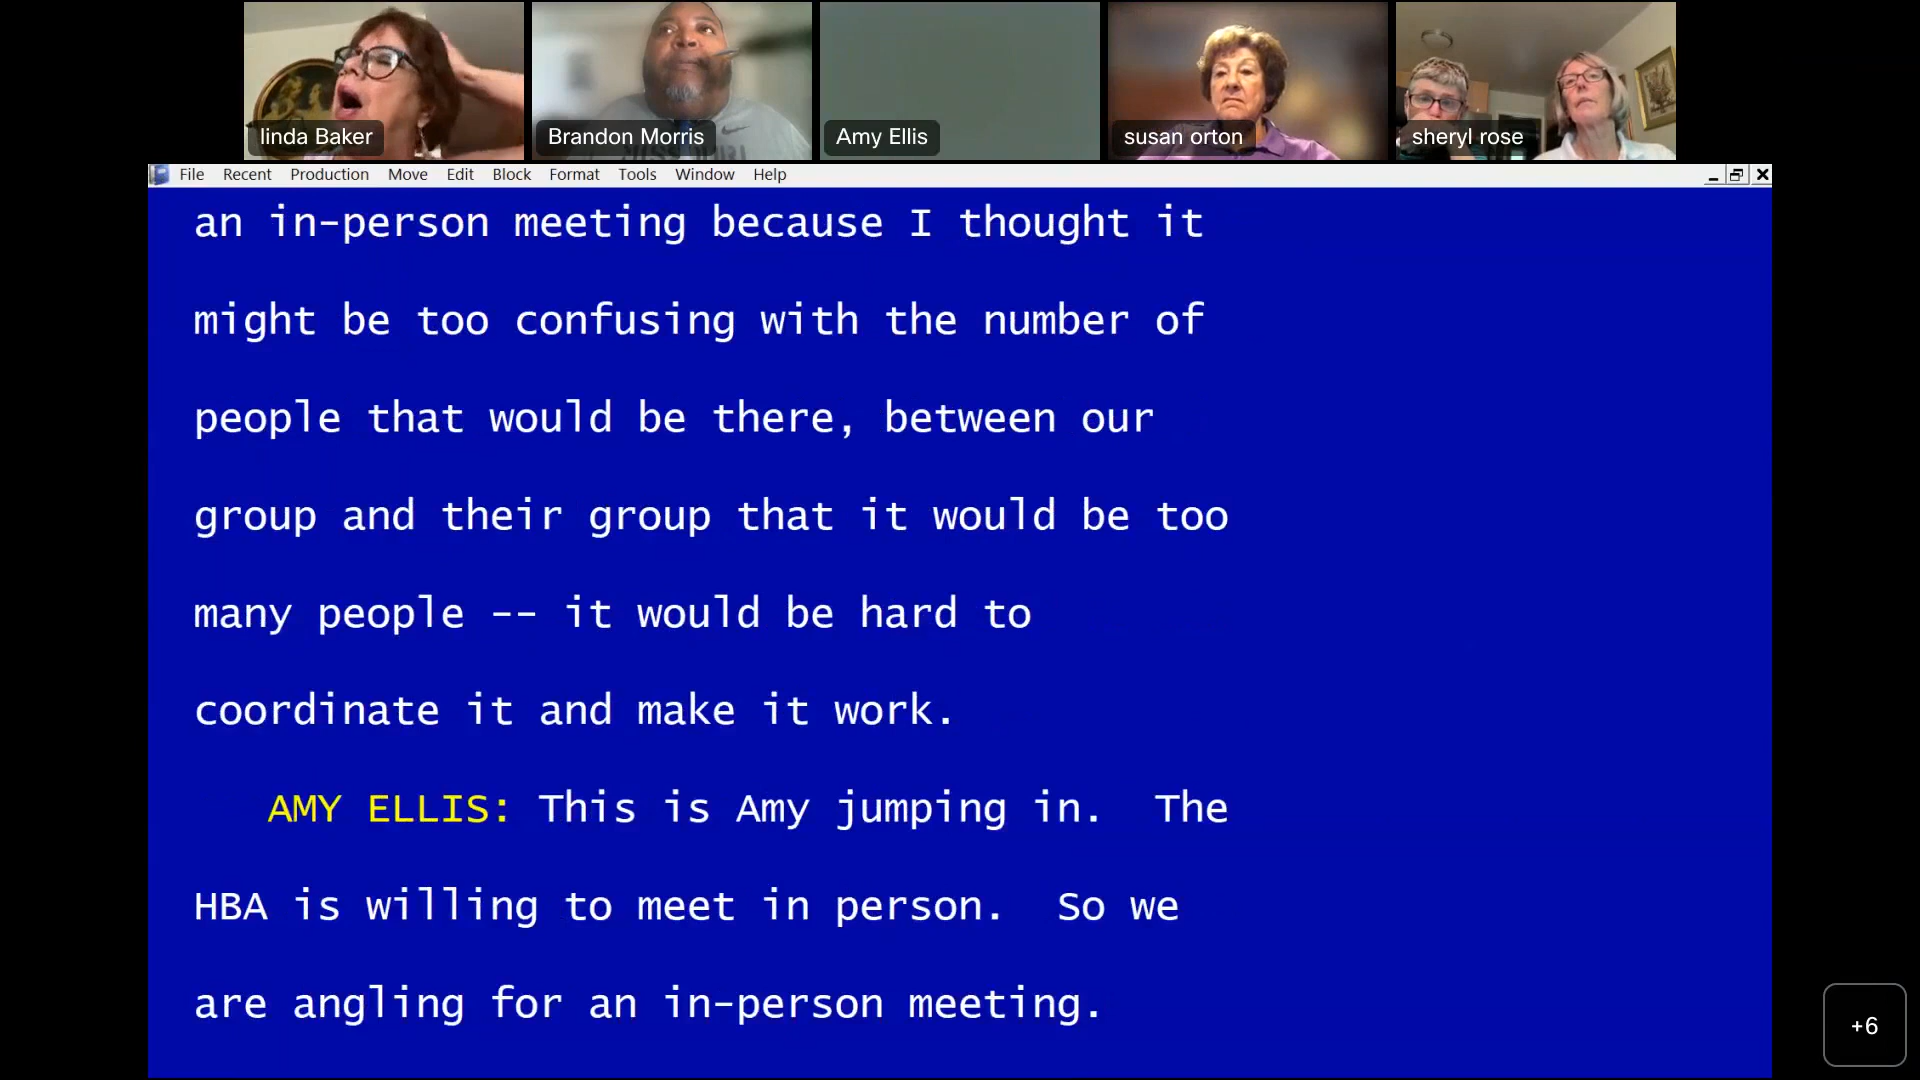 linda Baker
Brandon Morris
Amy Ellis
susan orton
sheryl rose
File Recent Production Move Edit Block Format Tools Window Help
an in-person meeting because I thought it
might be too confusing with the number of
people that would be there, between our
group and their group that it would be too
many people -- it would be hard to
coordinate it and make it work.
AMY ELLIS: This is Amy jumping in. The
HBA is willing to meet in person. So we
are angling for an in-person meeting.
+6